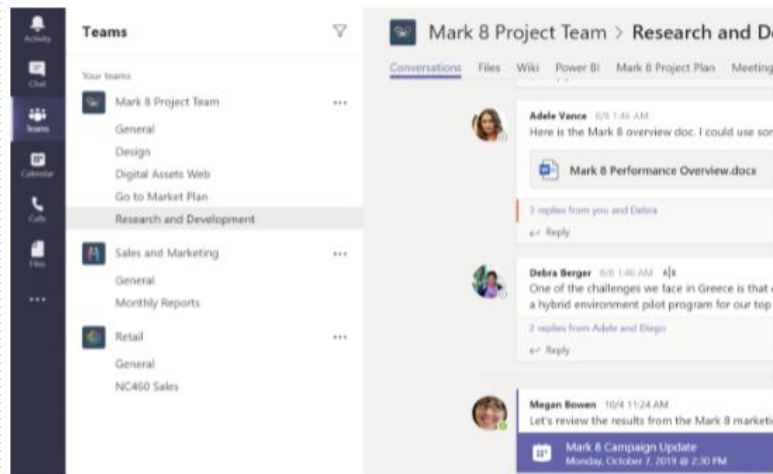 Activity
Chat
Teams
Calendar
Calls
Files
Teams
Your teams
Mark 8 Project Team
General
Design
Digital Assets Web
Go to Market Plan
Research and Development
Sales and Marketing
General
Monthly Reports
Retail
General
NC460 Sales
Mark 8 Project Team > Research and De
Conversations Files Wiki Power BI Mark 8 Project Plan Meeting
Adele Vance 8/8 1:46 AM
Here is the Mark 8 overview doc. I could use som
Mark 8 Performance Overview.docx
3 replies from you and Debra
Reply
Debra Berger 8/8 1:46 AM
One of the challenges we face in Greece is that
a hybrid environment pilot program for our top
2 replies from Adele and Diego
Reply
Megan Bowen 10/4 11:24 AM
Let's review the results from the Mark 8 marketi
Mark 8 Campaign Update
Monday, October 7, 2019 @ 2:30 PM